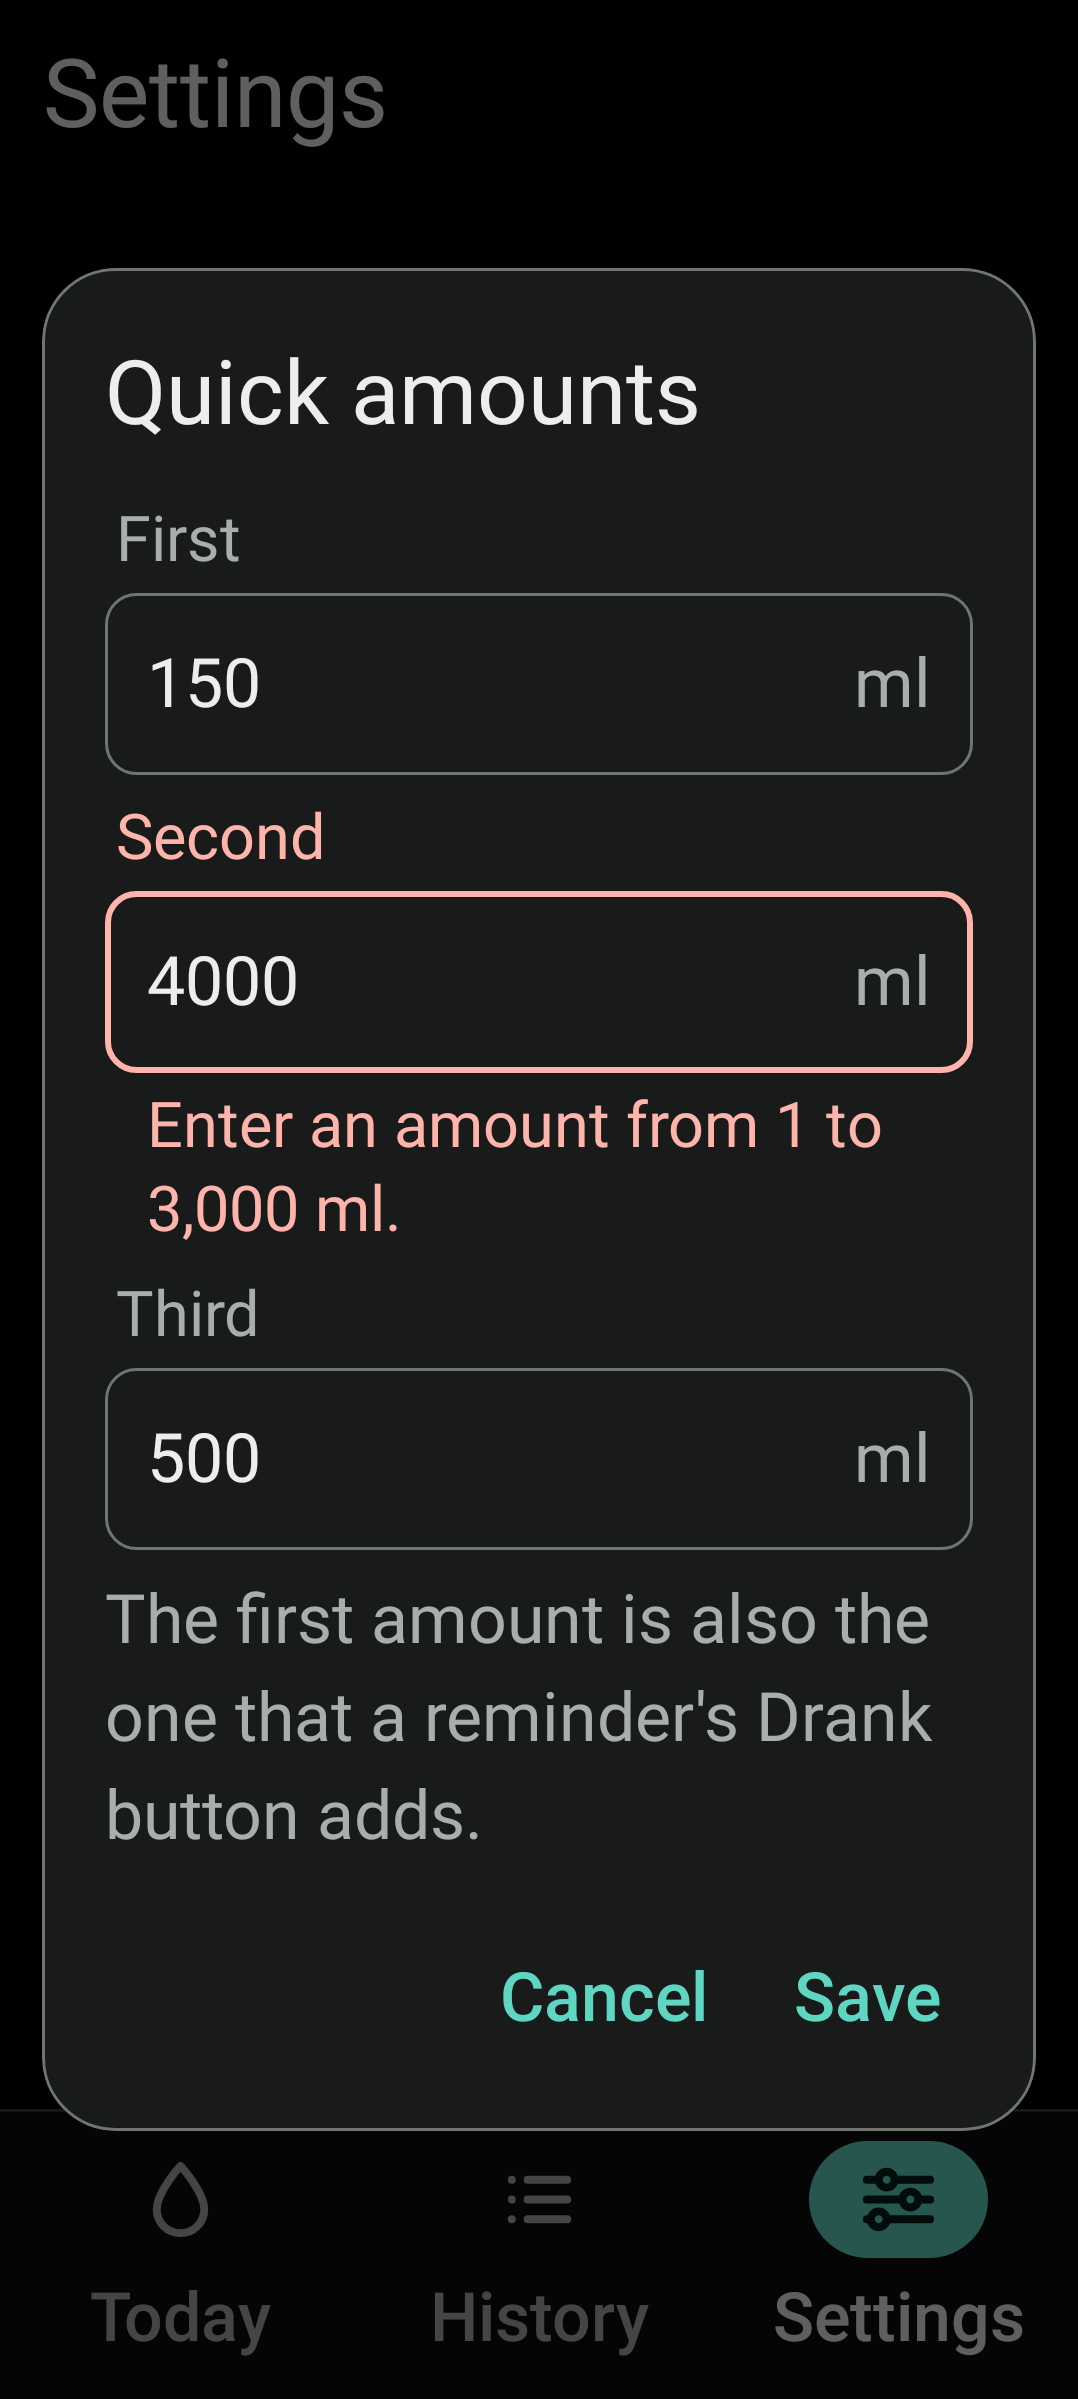 Settings
Quick amounts
First
150 ml
Second
4000 ml
Enter an amount from 1 to
3,000 ml.
Third
500 ml
The first amount is also the
one that a reminder's Drank
button adds.
Cancel Save
Today History Settings